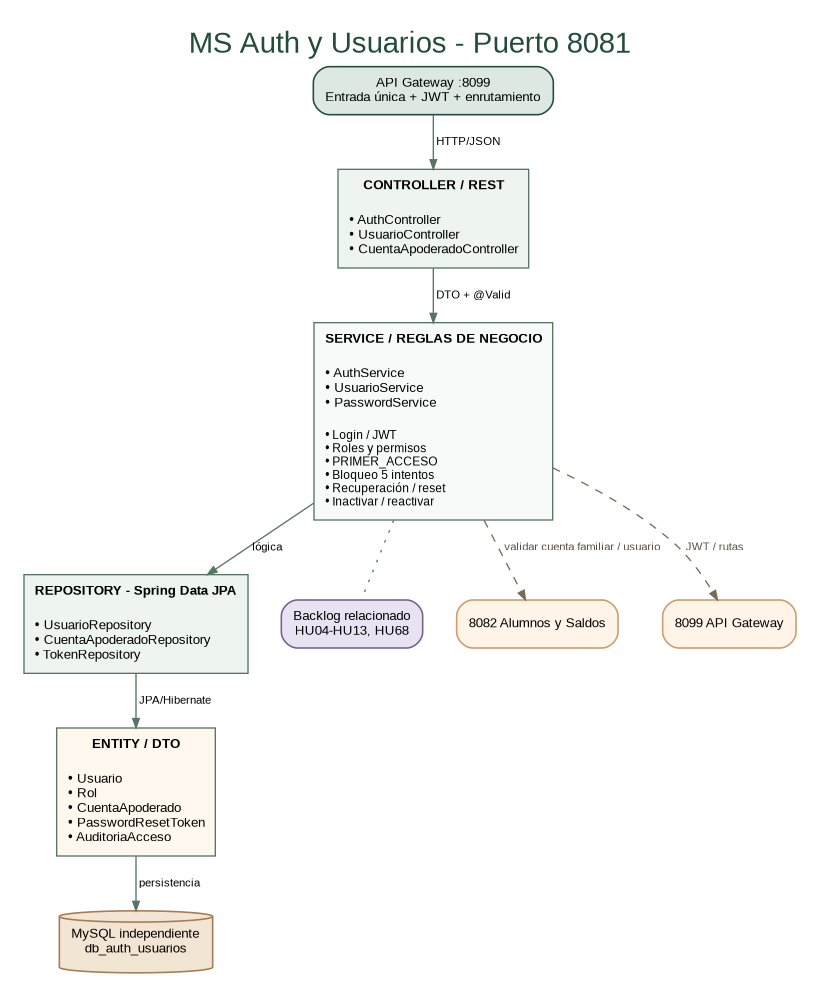 MS Auth y Usuarios - Puerto 8081
API Gateway :8099
Entrada única + JWT + enrutamiento
HTTP/JSON
CONTROLLER / REST
• AuthController
• UsuarioController
• CuentaApoderadoController
DTO + @Valid
SERVICE / REGLAS DE NEGOCIO
• AuthService
• UsuarioService
• PasswordService
• Login / JWT
• Roles y permisos
• PRIMER_ACCESO
• Bloqueo 5 intentos
• Recuperación / reset
• Inactivar / reactivar
lógica
validar cuenta familiar / usuario
JWT / rutas
REPOSITORY - Spring Data JPA
• UsuarioRepository
• CuentaApoderadoRepository
• TokenRepository
Backlog relacionado
HU04-HU13, HU68
8082 Alumnos y Saldos
8099 API Gateway
JPA/Hibernate
ENTITY / DTO
• Usuario
• Rol
• CuentaApoderado
• PasswordResetToken
• AuditoriaAcceso
persistencia
MySQL independiente
db_auth_usuarios